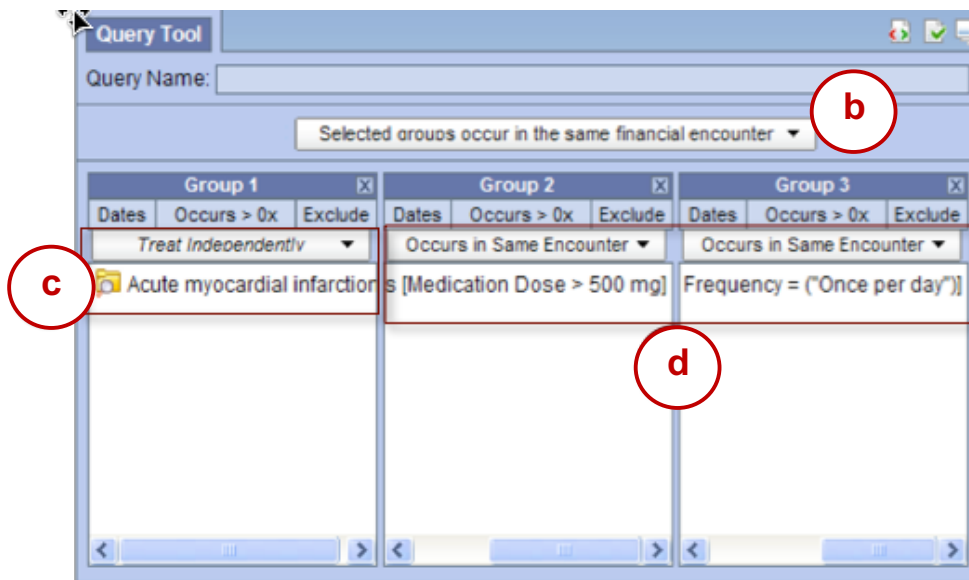 Query Tool
Query Name:
b
Selected groups occur in the same financial encounter
Group 1 Group 2 Group 3
Dates Occurs > 0x Exclude Dates Occurs > 0x Exclude Dates Occurs > 0x Exclude
Treat Independently Occurs in Same Encounter Occurs in Same Encounter
c
Acute myocardial infarction s [Medication Dose > 500 mg] Frequency = ("Once per day")]
d